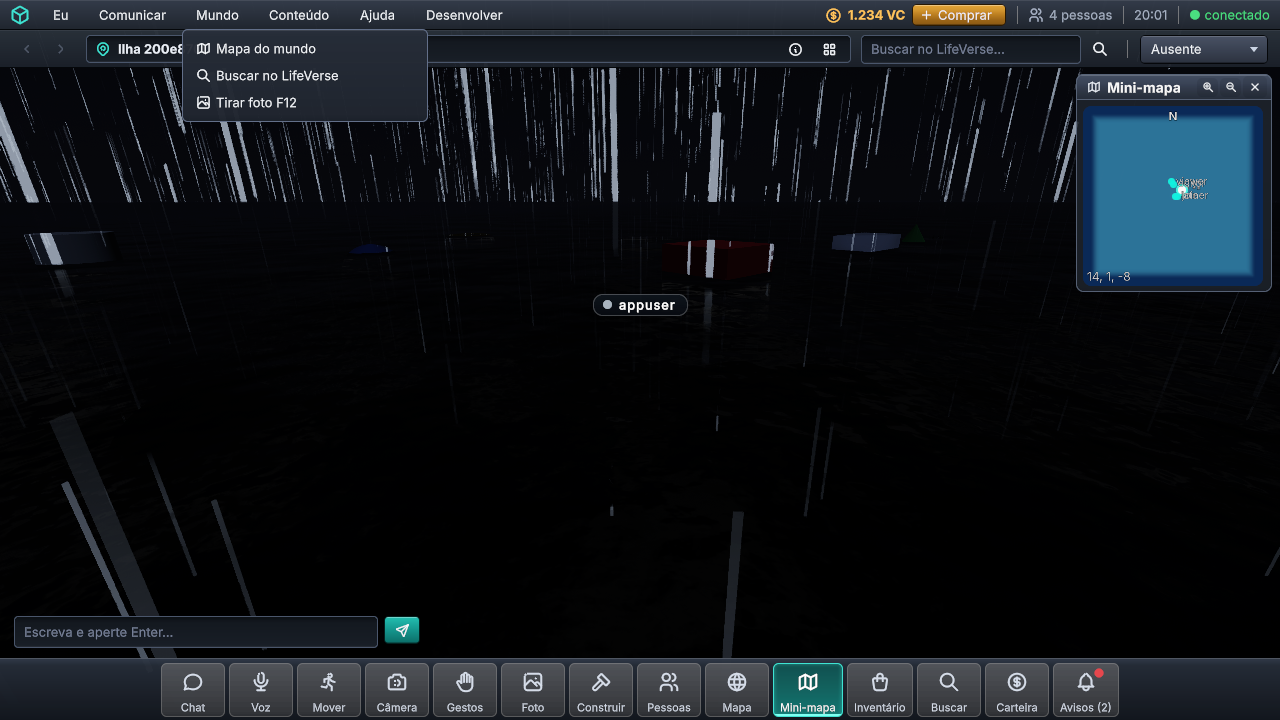 Eu Comunicar Mundo Conteúdo Ajuda Desenvolver 1.234 VC + Comprar 4 pessoas 20:01 conectado
Ilha 200e8 Buscar no LifeVerse... Ausente
Mapa do mundo
Buscar no LifeVerse
Tirar foto F12
Mini-mapa
N
14, 1, -8
appuser
Escreva e aperte Enter...
Chat Voz Mover Câmera Gestos Foto Construir Pessoas Mapa Mini-mapa Inventário Buscar Carteira Avisos (2)